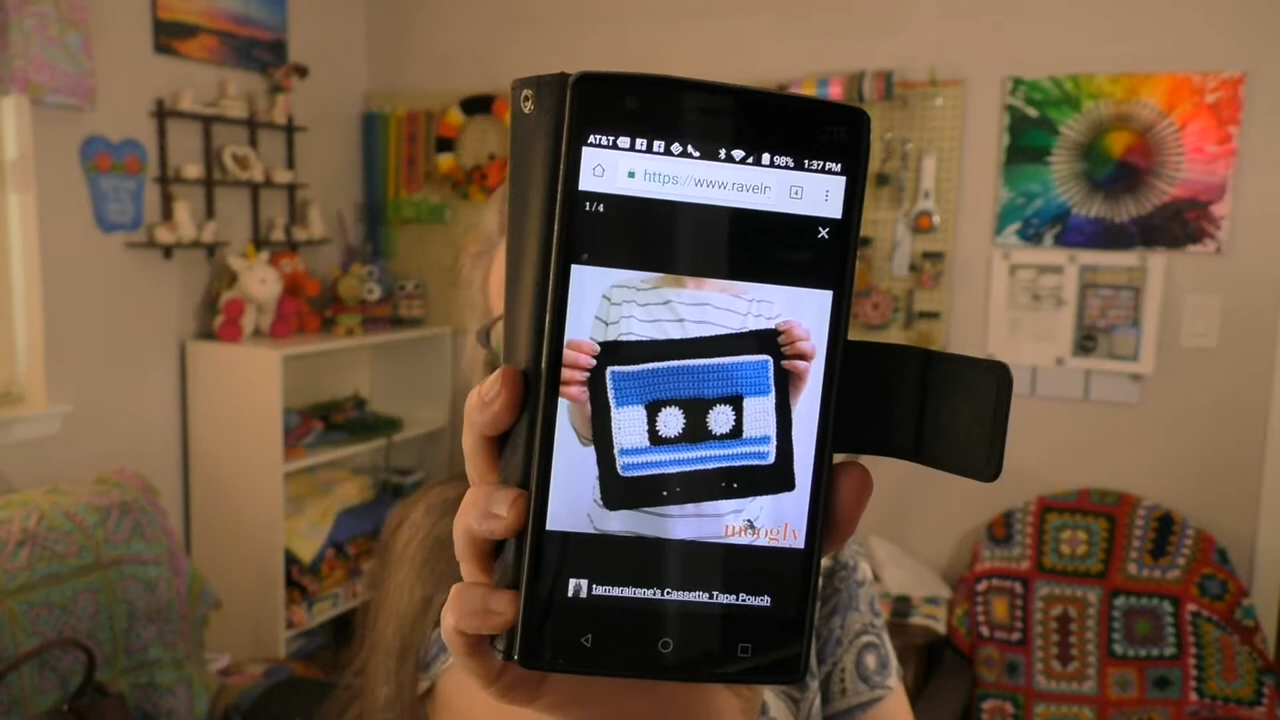 AT&T 98% 1:37 PM
https://www.raveln
4
1/4
moogly
tamarairene's Cassette Tape Pouch